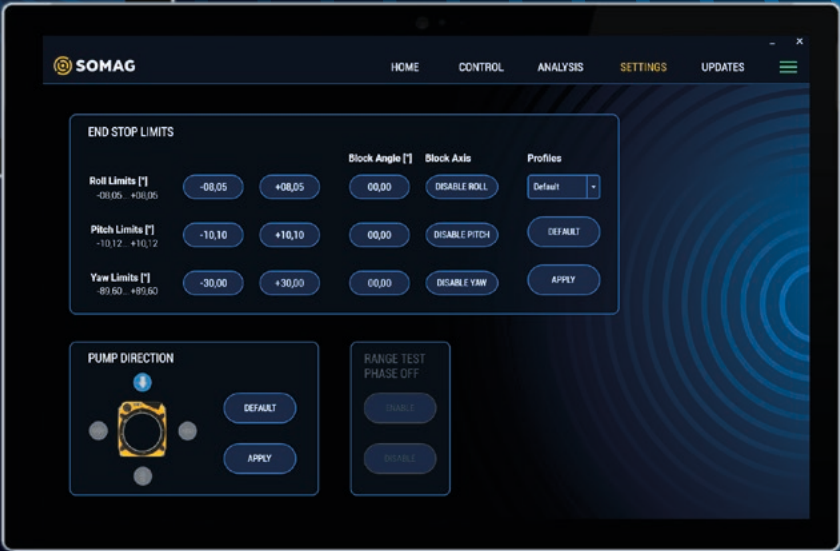 SOMAG
HOME CONTROL ANALYSIS SETTINGS UPDATES
END STOP LIMITS
Block Angle [°] Block Axis Profiles
Roll Limits [°] -08,05 +08,05 00,00 DISABLE ROLL Default
-08,05... +08,05
Pitch Limits [°] -10,10 +10,10 00,00 DISABLE PITCH DEFAULT
-10,12... +10,12
Yaw Limits [°] -30,00 +30,00 00,00 DISABLE YAW APPLY
-89,60... +89,60
PUMP DIRECTION
DEFAULT
APPLY
RANGE TEST
PHASE OFF
ENABLE
DISABLE